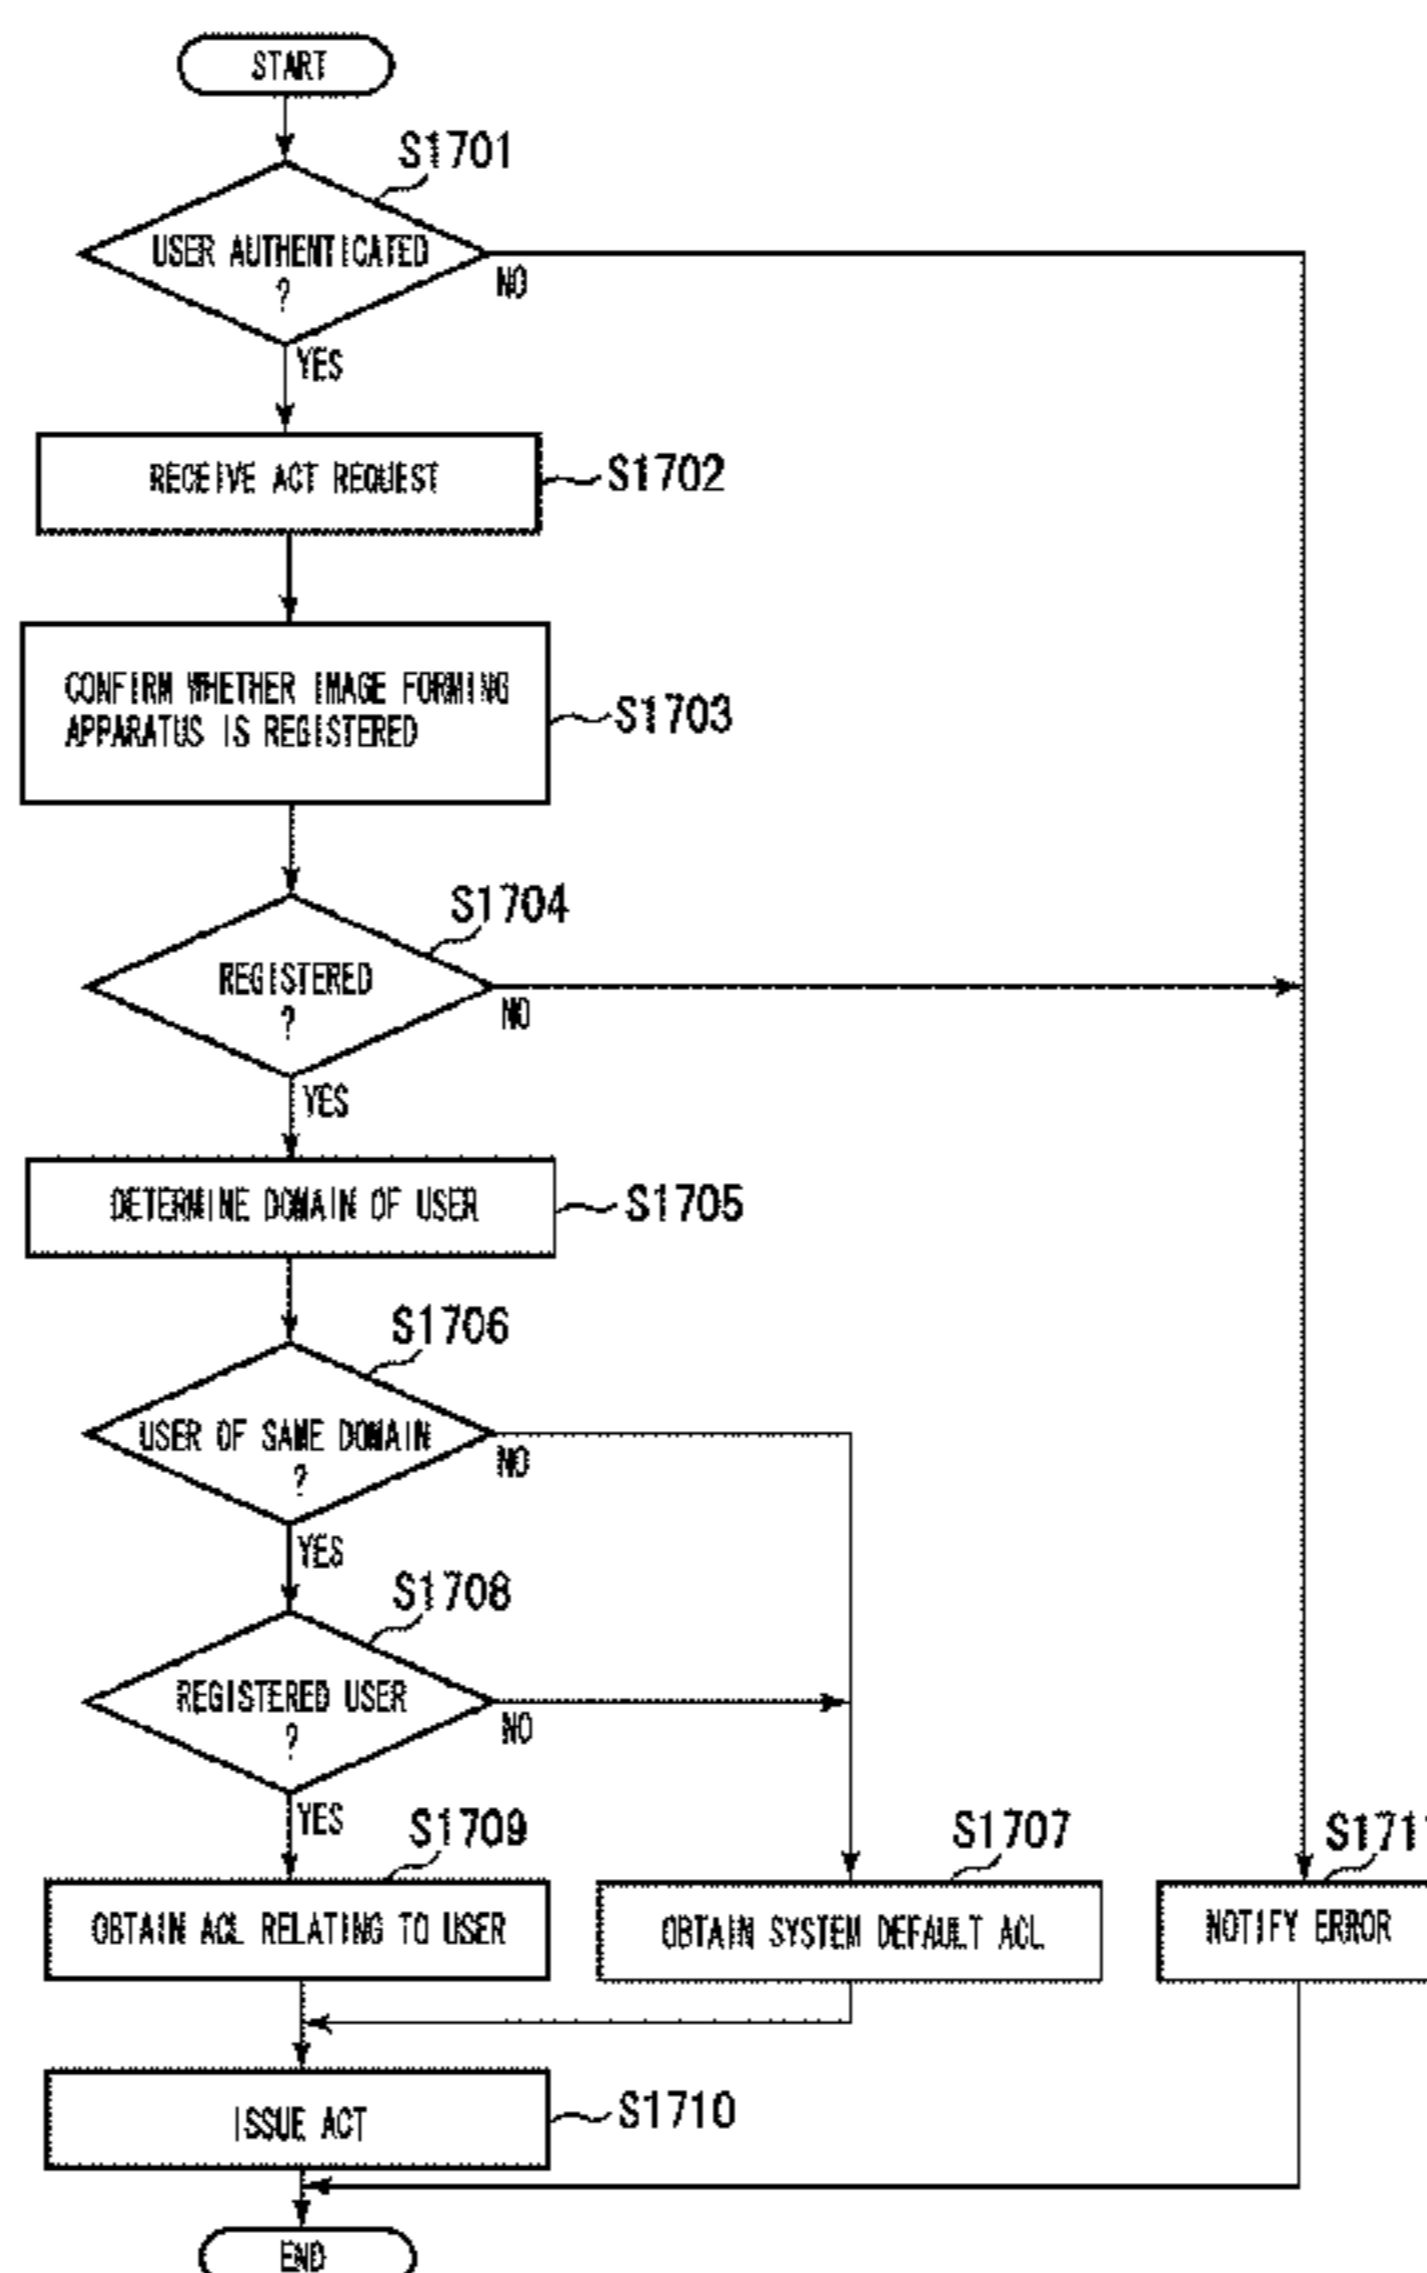 START
S1701
USER AUTHENTICATED
?
NO
YES
RECEIVE ACT REQUEST
S1702
CONFIRM WHETHER IMAGE FORMING
APPARATUS IS REGISTERED
S1703
S1704
REGISTERED
?
NO
YES
DETERMINE DOMAIN OF USER
S1705
S1706
USER OF SAME DOMAIN
?
NO
YES
S1708
REGISTERED USER
?
NO
YES
S1709
S1707
S1711
OBTAIN ACL RELATING TO USER
OBTAIN SYSTEM DEFAULT ACL
NOTIFY ERROR
ISSUE ACT
S1710
END